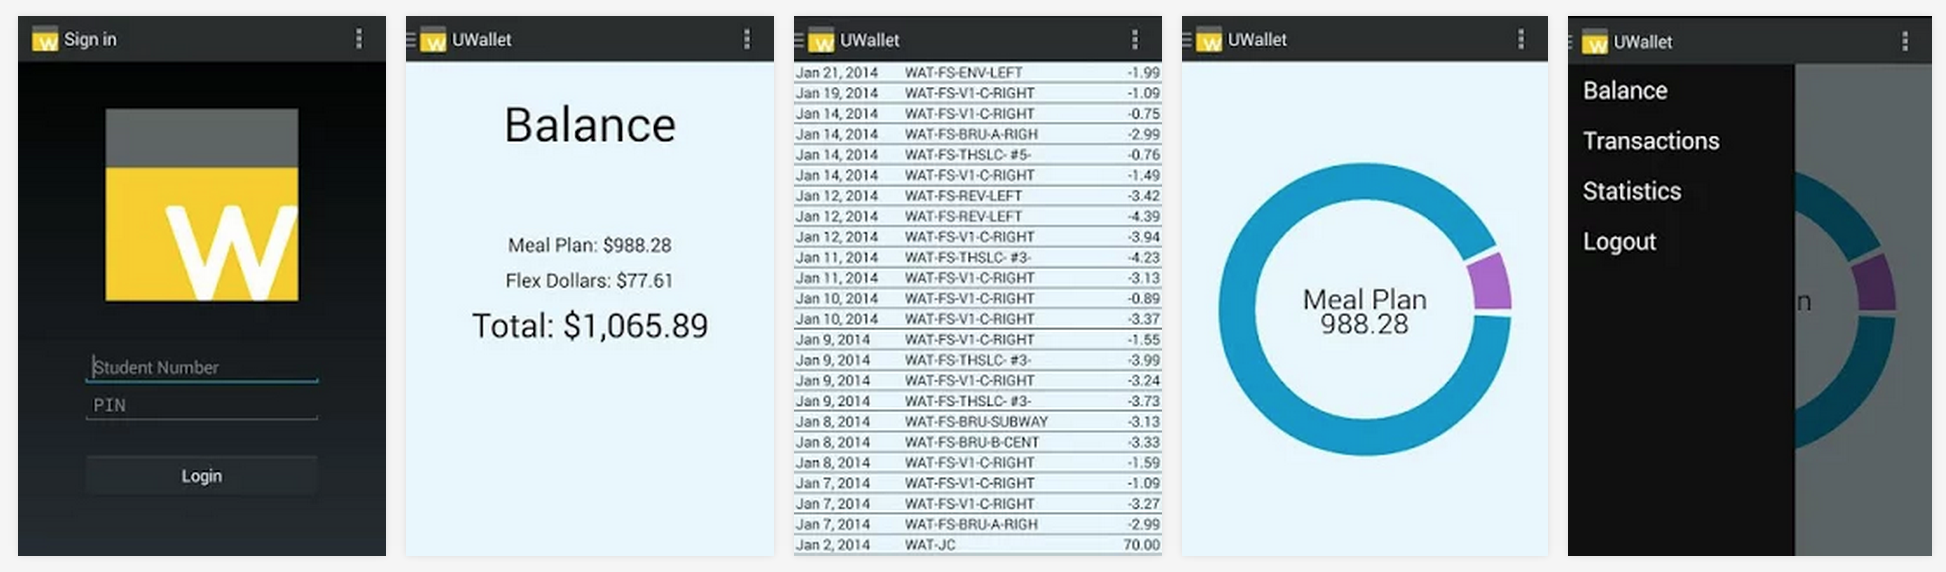 W Sign in
W
Student Number
PIN
Login
W UWallet
Balance
Meal Plan: $988.28
Flex Dollars: $77.61
Total: $1,065.89
W UWallet
Jan 21, 2014 WAT-FS-ENV-LEFT -1.99
Jan 19, 2014 WAT-FS-V1-C-RIGHT -1.09
Jan 14, 2014 WAT-FS-V1-C-RIGHT -0.75
Jan 14, 2014 WAT-FS-BRU-A-RIGH -2.99
Jan 14, 2014 WAT-FS-THSLC- #5- -0.76
Jan 14, 2014 WAT-FS-V1-C-RIGHT -1.49
Jan 12, 2014 WAT-FS-REV-LEFT -3.42
Jan 12, 2014 WAT-FS-REV-LEFT -4.39
Jan 12, 2014 WAT-FS-V1-C-RIGHT -3.94
Jan 11, 2014 WAT-FS-THSLC- #3- -4.23
Jan 11, 2014 WAT-FS-V1-C-RIGHT -3.13
Jan 10, 2014 WAT-FS-V1-C-RIGHT -0.89
Jan 10, 2014 WAT-FS-V1-C-RIGHT -3.37
Jan 9, 2014 WAT-FS-V1-C-RIGHT -1.55
Jan 9, 2014 WAT-FS-THSLC- #3- -3.99
Jan 9, 2014 WAT-FS-V1-C-RIGHT -3.24
Jan 9, 2014 WAT-FS-THSLC- #3- -3.73
Jan 8, 2014 WAT-FS-BRU-SUBWAY -3.13
Jan 8, 2014 WAT-FS-BRU-B-CENT -3.33
Jan 8, 2014 WAT-FS-V1-C-RIGHT -1.59
Jan 7, 2014 WAT-FS-V1-C-RIGHT -1.09
Jan 7, 2014 WAT-FS-V1-C-RIGHT -3.27
Jan 7, 2014 WAT-FS-BRU-A-RIGH -2.99
Jan 2, 2014 WAT-JC 70.00
W UWallet
Meal Plan
988.28
W UWallet
Balance
Transactions
Statistics
Logout
n